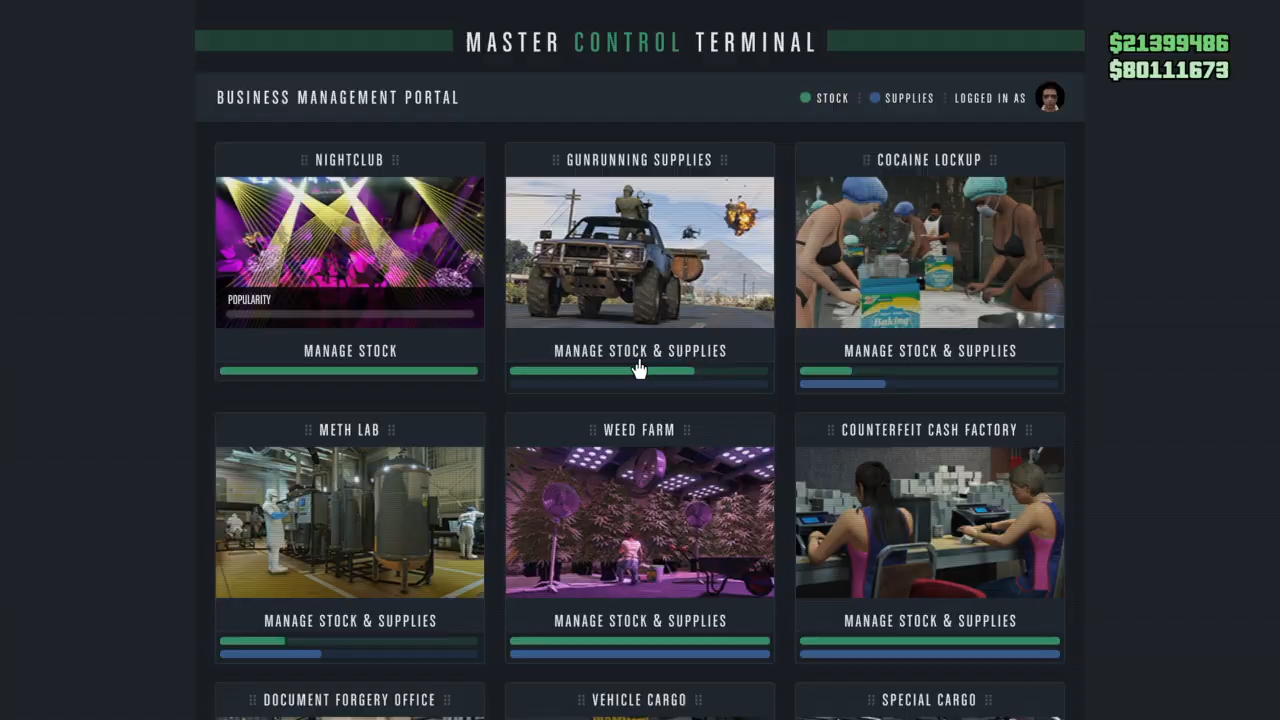 MASTER CONTROL TERMINAL
$21399486
$80111673
BUSINESS MANAGEMENT PORTAL
STOCK
SUPPLIES
LOGGED IN AS
NIGHTCLUB
GUNRUNNING SUPPLIES
COCAINE LOCKUP
POPULARITY
Baking
MANAGE STOCK
MANAGE STOCK & SUPPLIES
MANAGE STOCK & SUPPLIES
METH LAB
WEED FARM
COUNTERFEIT CASH FACTORY
MANAGE STOCK & SUPPLIES
MANAGE STOCK & SUPPLIES
MANAGE STOCK & SUPPLIES
DOCUMENT FORGERY OFFICE
VEHICLE CARGO
SPECIAL CARGO